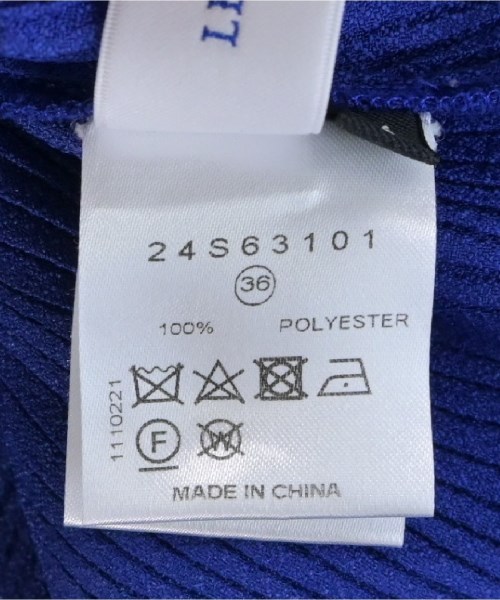 24S63101
36
100% POLYESTER
1110221
F
W
MADE IN CHINA